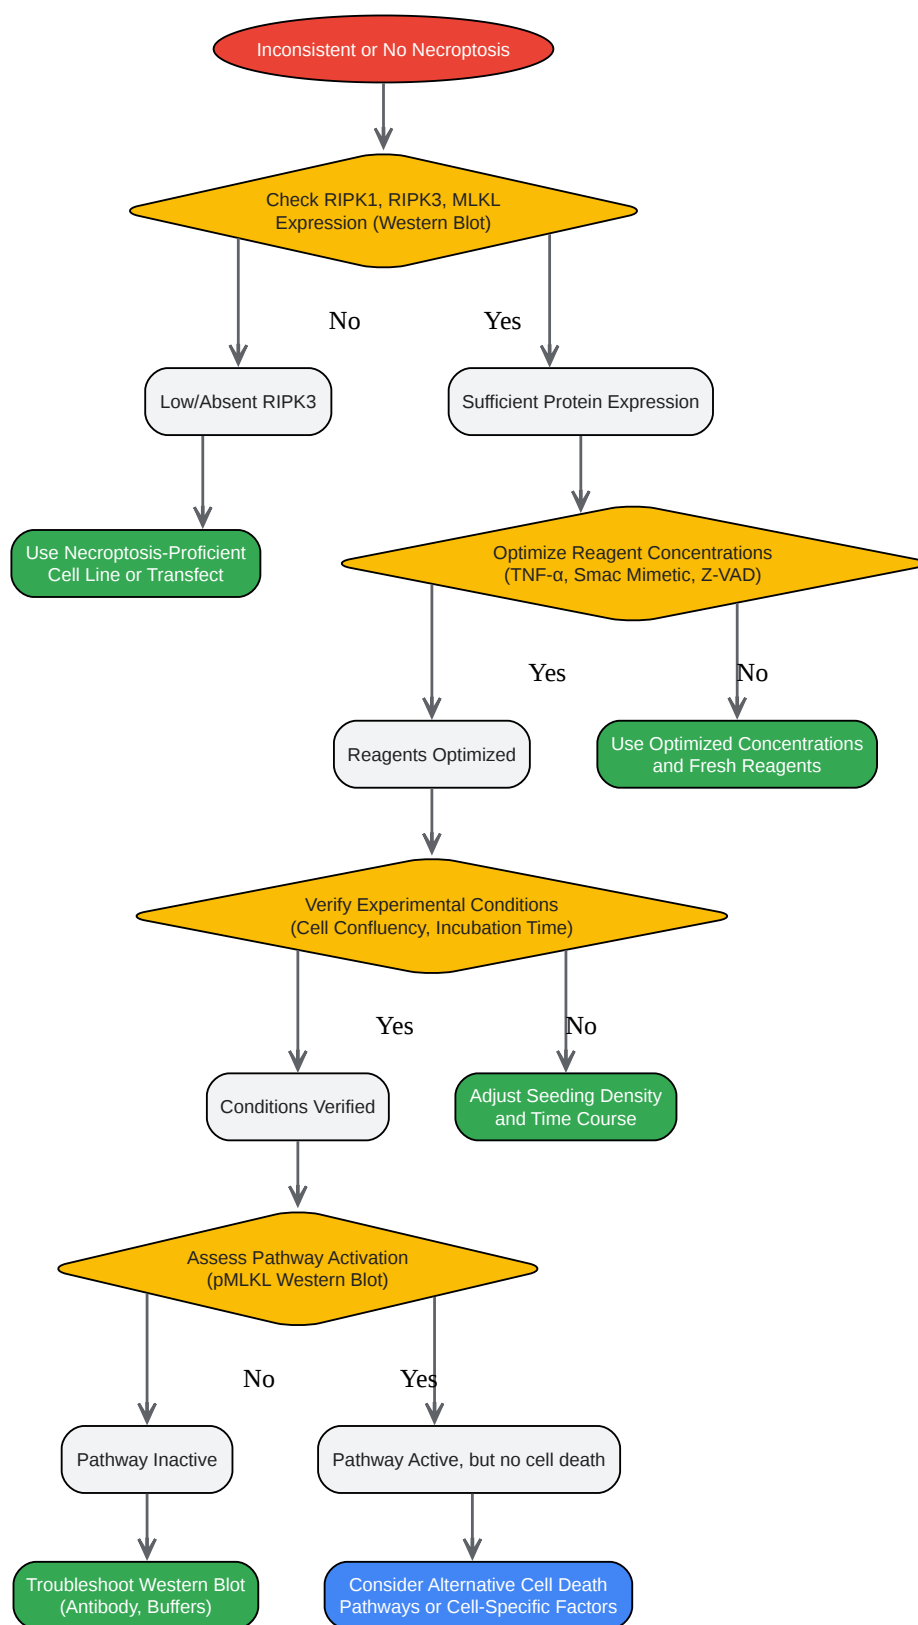 Inconsistent or No Necroptosis
Check RIPK1, RIPK3, MLKL
Expression (Western Blot)
No
Yes
Low/Absent RIPK3
Sufficient Protein Expression
Use Necroptosis-Proficient
Cell Line or Transfect
Optimize Reagent Concentrations
(TNF-α, Smac Mimetic, Z-VAD)
Yes
No
Reagents Optimized
Use Optimized Concentrations
and Fresh Reagents
Verify Experimental Conditions
(Cell Confluency, Incubation Time)
Yes
No
Conditions Verified
Adjust Seeding Density
and Time Course
Assess Pathway Activation
(pMLKL Western Blot)
No
Yes
Pathway Inactive
Pathway Active, but no cell death
Troubleshoot Western Blot
(Antibody, Buffers)
Consider Alternative Cell Death
Pathways or Cell-Specific Factors